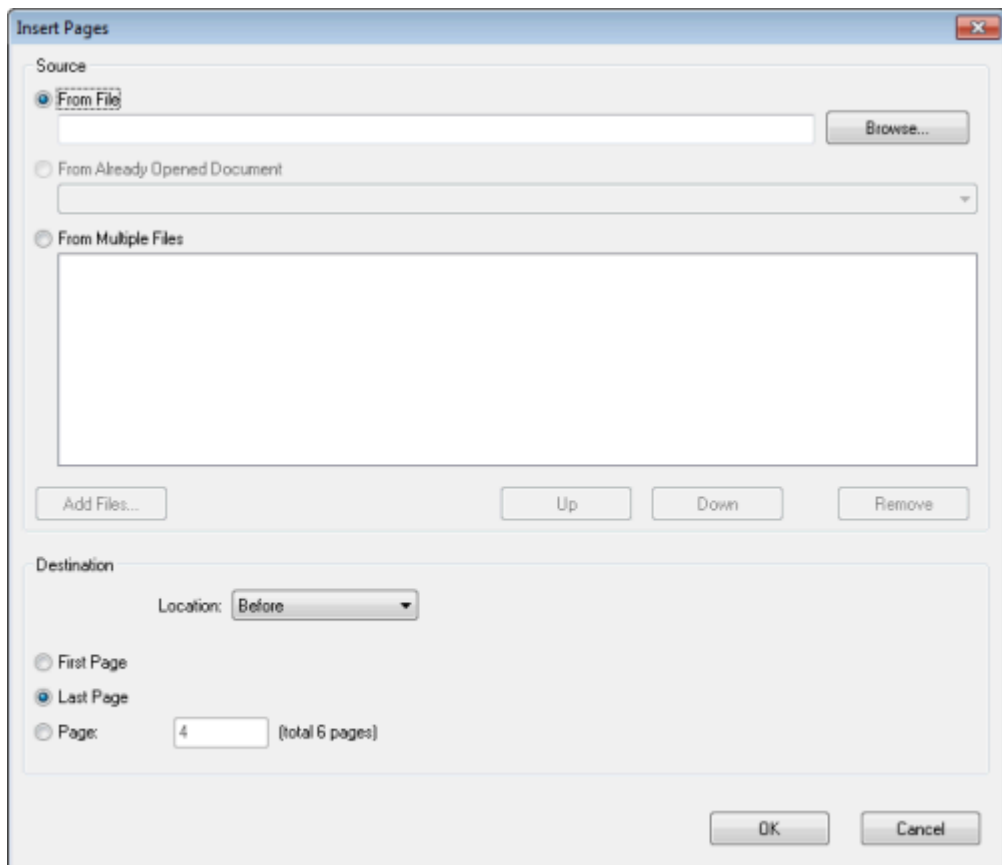 Insert Pages
Source
From File
Browse...
From Already Opened Document
From Multiple Files
Add Files... Up Down Remove
Destination
Location: Before
First Page
Last Page
Page: 4 (total 6 pages)
OK Cancel